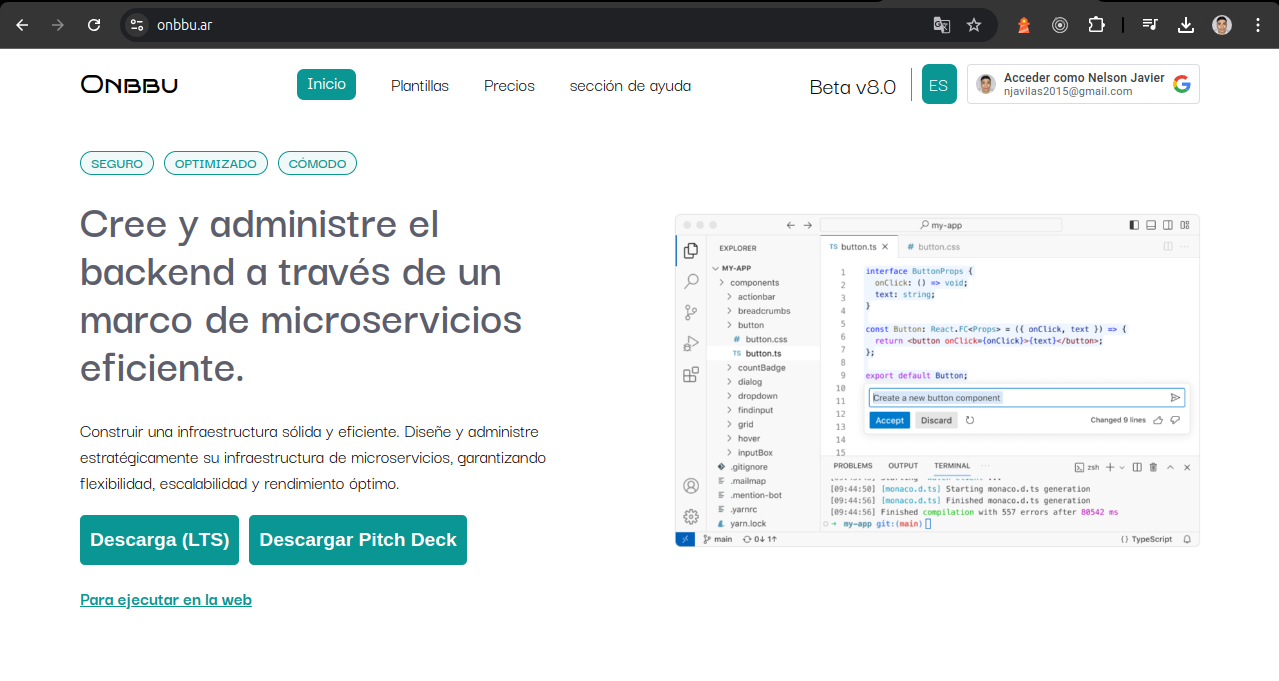 onbbu.ar
ONBBU
Inicio
Plantillas
Precios
sección de ayuda
Beta v8.0
ES
Acceder como Nelson Javier
njavilas2015@gmail.com
SEGURO
OPTIMIZADO
CÓMODO
Cree y administre el
backend a través de un
marco de microservicios
eficiente.
Construir una infraestructura sólida y eficiente. Diseñe y administre
estratégicamente su infraestructura de microservicios, garantizando
flexibilidad, escalabilidad y rendimiento óptimo.
Descarga (LTS)
Descargar Pitch Deck
Para ejecutar en la web
my-app
EXPLORER
MY-APP
components
actionbar
breadcrumbs
button
# button.css
TS button.ts
countBadge
dialog
dropdown
findinput
grid
hover
inputBox
.gitignore
.mailmap
.mention-bot
.yarnrc
yarn.lock
TS button.ts
# button.css
1 interface ButtonProps {
2 onClick: () => void;
3 text: string;
4 }
5
6 const Button: React.FC<Props> = ({ onClick, text }) => {
7 return <button onClick={onClick}>{text}</button>;
8 };
9
export default Button;
10
11
12
13
14
15
Create a new button component
Accept
Discard
Changed 9 lines
PROBLEMS
OUTPUT
TERMINAL
zsh
[09:44:50] [monaco.d.ts] Starting monaco.d.ts generation
[09:44:56] [monaco.d.ts] Finished monaco.d.ts generation
[09:44:56] Finished compilation with 557 errors after 80542 ms
my-app git:(main)
main
0↓ 1↑
{} TypeScript